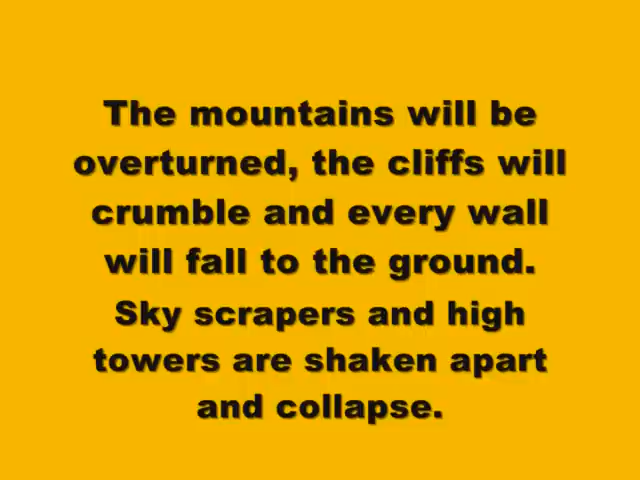 The mountains will be
overturned, the cliffs will
crumble and every wall
will fall to the ground.
Sky scrapers and high
towers are shaken apart
and collapse.